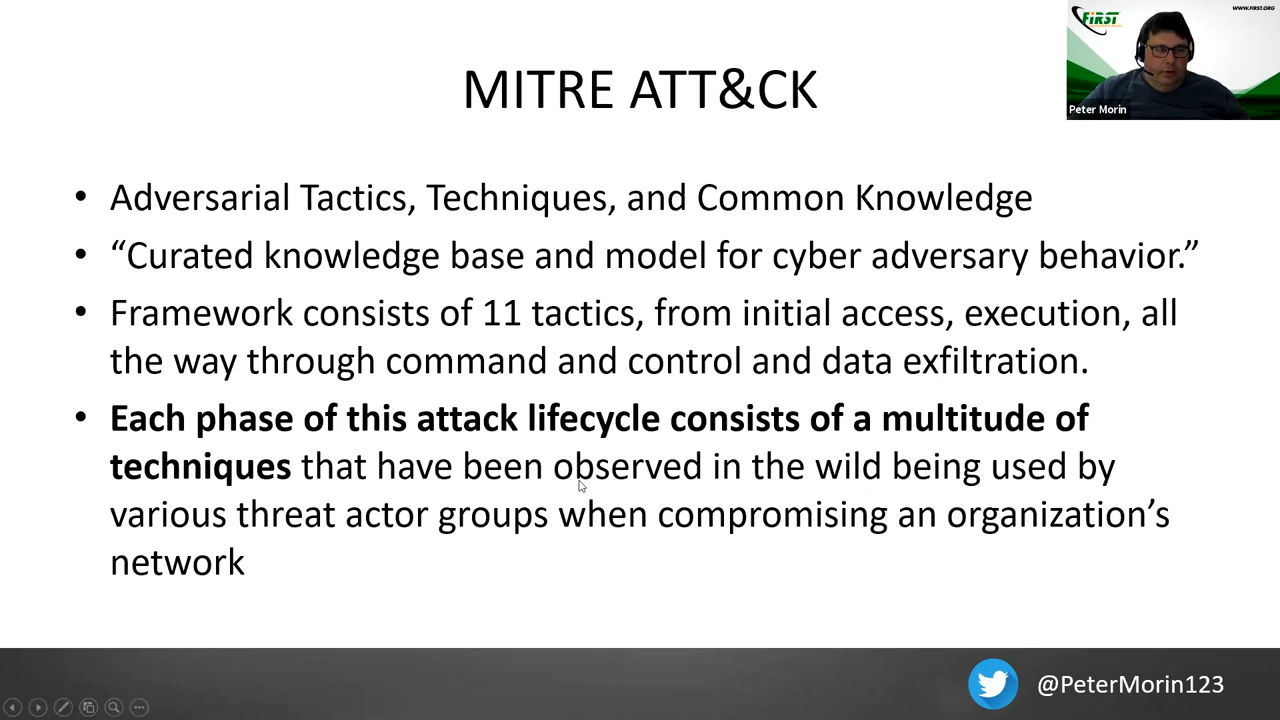 FiRST
WWW.FIRST.ORG
Peter Morin
MITRE ATT&CK
• Adversarial Tactics, Techniques, and Common Knowledge
• “Curated knowledge base and model for cyber adversary behavior.”
• Framework consists of 11 tactics, from initial access, execution, all
the way through command and control and data exfiltration.
• Each phase of this attack lifecycle consists of a multitude of
techniques that have been observed in the wild being used by
various threat actor groups when compromising an organization’s
network
@PeterMorin123